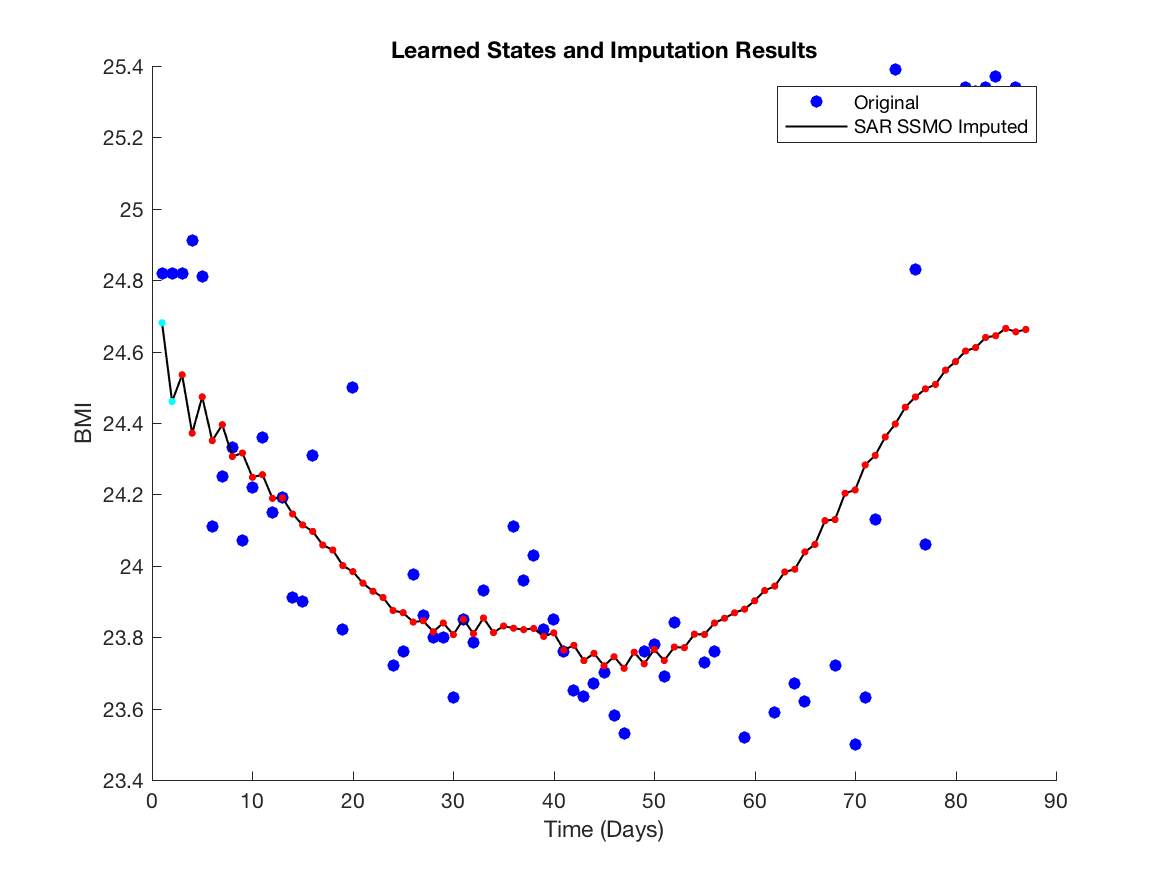 Learned States and Imputation Results
Original
SAR SSMO Imputed
BMI
25.4
25.2
25
24.8
24.6
24.4
24.2
24
23.8
23.6
23.4
0 10 20 30 40 50 60 70 80 90
Time (Days)